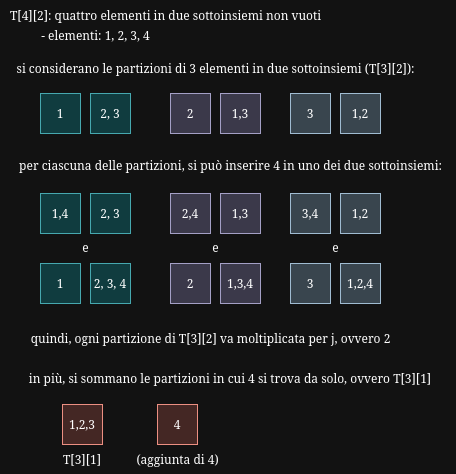 T[4][2]: quattro elementi in due sottoinsiemi non vuoti
- elementi: 1, 2, 3, 4
si considerano le partizioni di 3 elementi in due sottoinsiemi (T[3][2]):
1 2, 3 2 1,3 3 1,2
per ciascuna delle partizioni, si può inserire 4 in uno dei due sottoinsiemi:
1,4 2, 3 2,4 1,3 3,4 1,2
e e e
1 2, 3, 4 2 1,3,4 3 1,2,4
quindi, ogni partizione di T[3][2] va moltiplicata per j, ovvero 2
in più, si sommano le partizioni in cui 4 si trova da solo, ovvero T[3][1]
1,2,3 4
T[3][1] (aggiunta di 4)